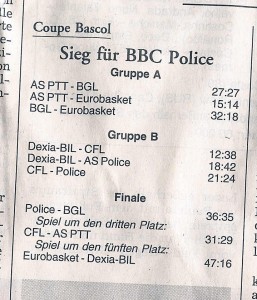 Coupe Bascol
Sieg für BBC Police
Gruppe A
AS PTT - BGL 27:27
AS PTT - Eurobasket 15:14
BGL - Eurobasket 32:18
Gruppe B
Dexia-BIL - CFL 12:38
Dexia-BIL - AS Police 18:42
CFL - Police 21:24
Finale
Police - BGL 36:35
Spiel um den dritten Platz:
CFL - AS PTT 31:29
Spiel um den fünften Platz:
Eurobasket - Dexia-BIL 47:16